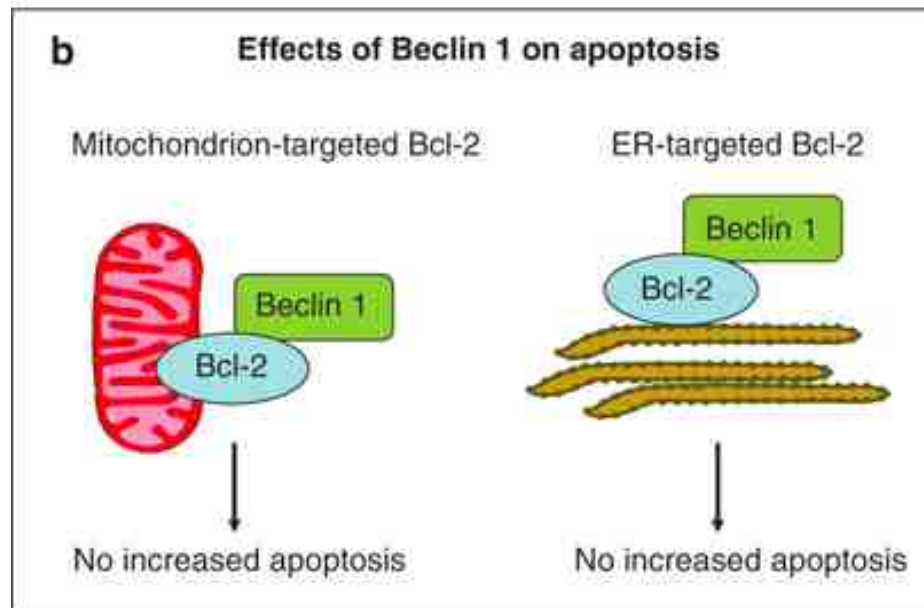 b Effects of Beclin 1 on apoptosis
Mitochondrion-targeted Bcl-2
ER-targeted Bcl-2
Beclin 1
Bcl-2
Beclin 1
Bcl-2
No increased apoptosis
No increased apoptosis